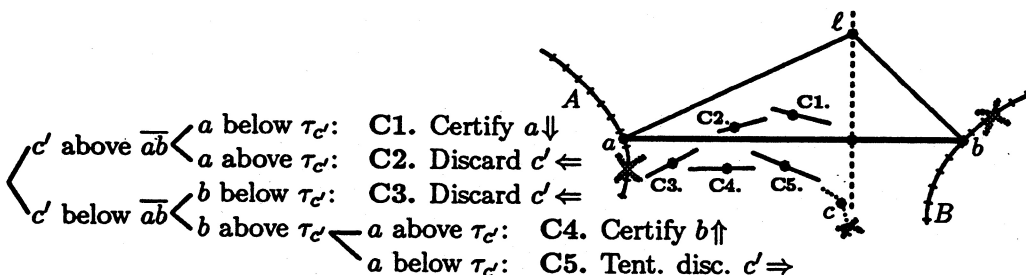 ℓ
A
C2.
C1.
a
b
C3.
C4.
C5.
c
B
c′ above ab̅
a below τc′: C1. Certify a⇓
a above τc′: C2. Discard c′⇐
c′ below ab̅
b below τc′: C3. Discard c′⇐
b above τc′
a above τc′: C4. Certify b⇑
a below τc′: C5. Tent. disc. c′⇒